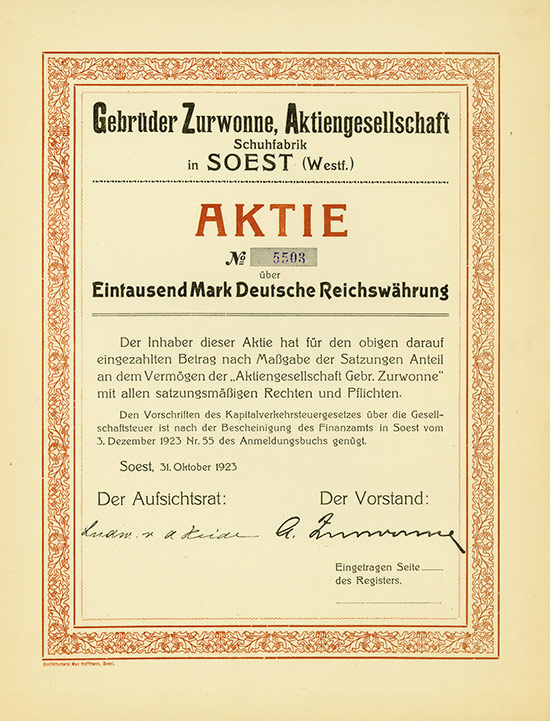 Gebrüder Zurwonne, Aktiengesellschaft
Schuhfabrik
in SOEST (Westf.)
AKTIE
No 5503
über
Eintausend Mark Deutsche Reichswährung
Der Inhaber dieser Aktie hat für den obigen darauf
eingezahlten Betrag nach Maßgabe der Satzungen Anteil
an dem Vermögen der „Aktiengesellschaft Gebr. Zurwonne“
mit allen satzungsmäßigen Rechten und Pflichten.
Den Vorschriften des Kapitalverkehrsteuergesetzes über die Gesell-
schaftsteuer ist nach der Bescheinigung des Finanzamts in Soest vom
3. Dezember 1923 Nr. 55 des Anmeldungsbuchs genügt.
Soest, 31. Oktober 1923
Der Aufsichtsrat: Der Vorstand:
A. Zurwonne
Eingetragen Seite
des Registers.
Max Hoffmann, Soest.